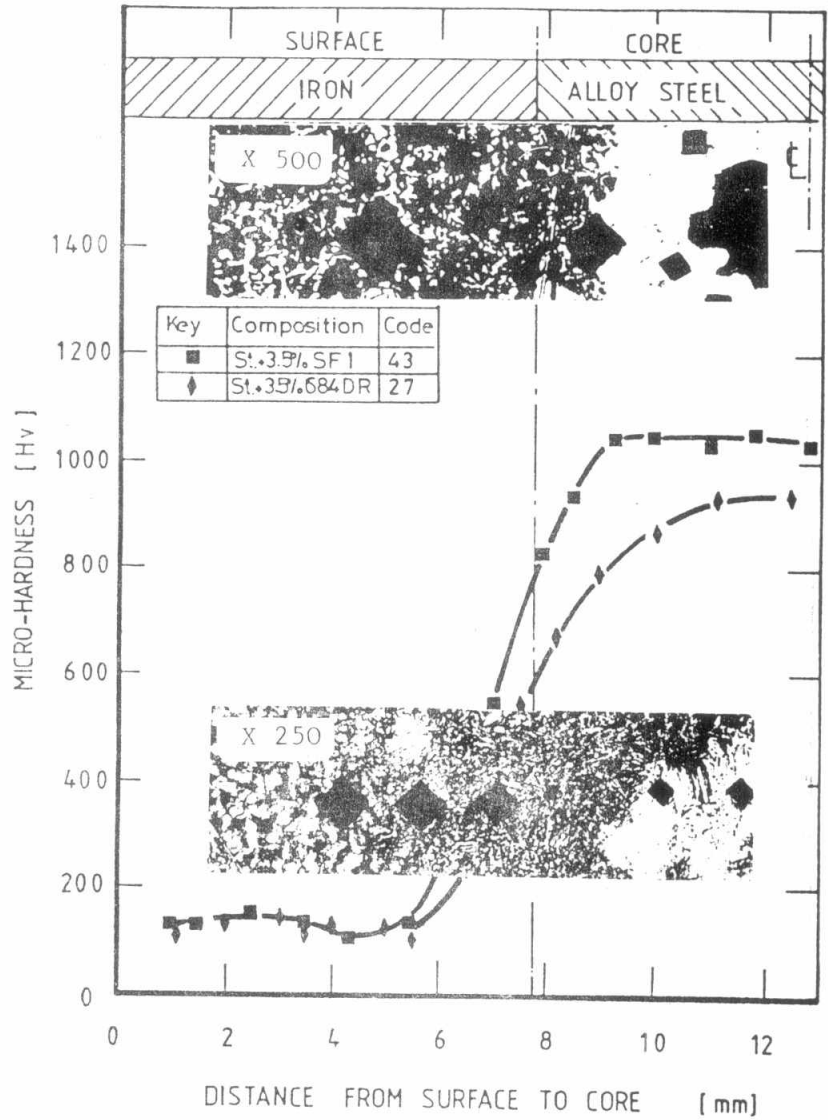 SURFACE CORE
IRON ALLOY STEEL
X 500
℄
1400
Key Composition Code
■ St.+3.5% SF1 43
♦ St.+3.5% 684DR 27
1200
1000
800
600
X 250
400
200
0
MICRO-HARDNESS [Hv]
0 2 4 6 8 10 12
DISTANCE FROM SURFACE TO CORE [mm]